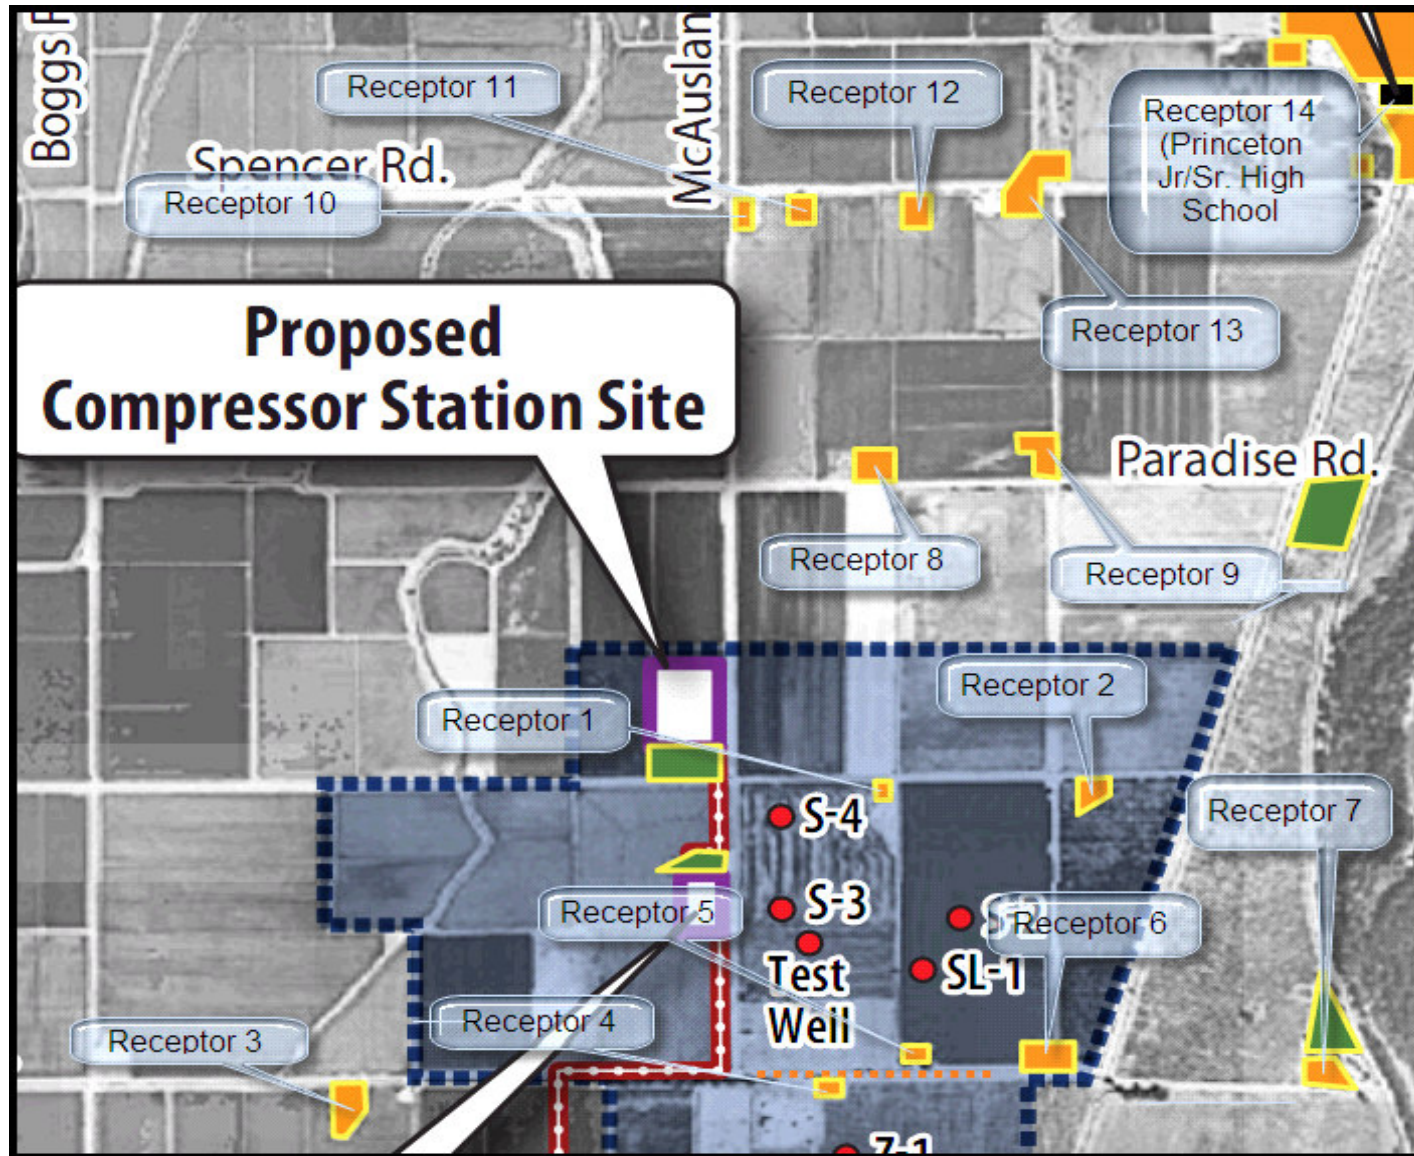 Boggs R
Receptor 11
McAuslan
Receptor 12
Receptor 14
(Princeton
Jr/Sr. High
School
Spencer Rd.
Receptor 10
Receptor 13
Proposed
Compressor Station Site
Paradise Rd.
Receptor 8
Receptor 9
Receptor 1
Receptor 2
S-4
Receptor 7
Receptor 5
S-3
Receptor 6
Test
Well
SL-1
Receptor 3
Receptor 4
7-1